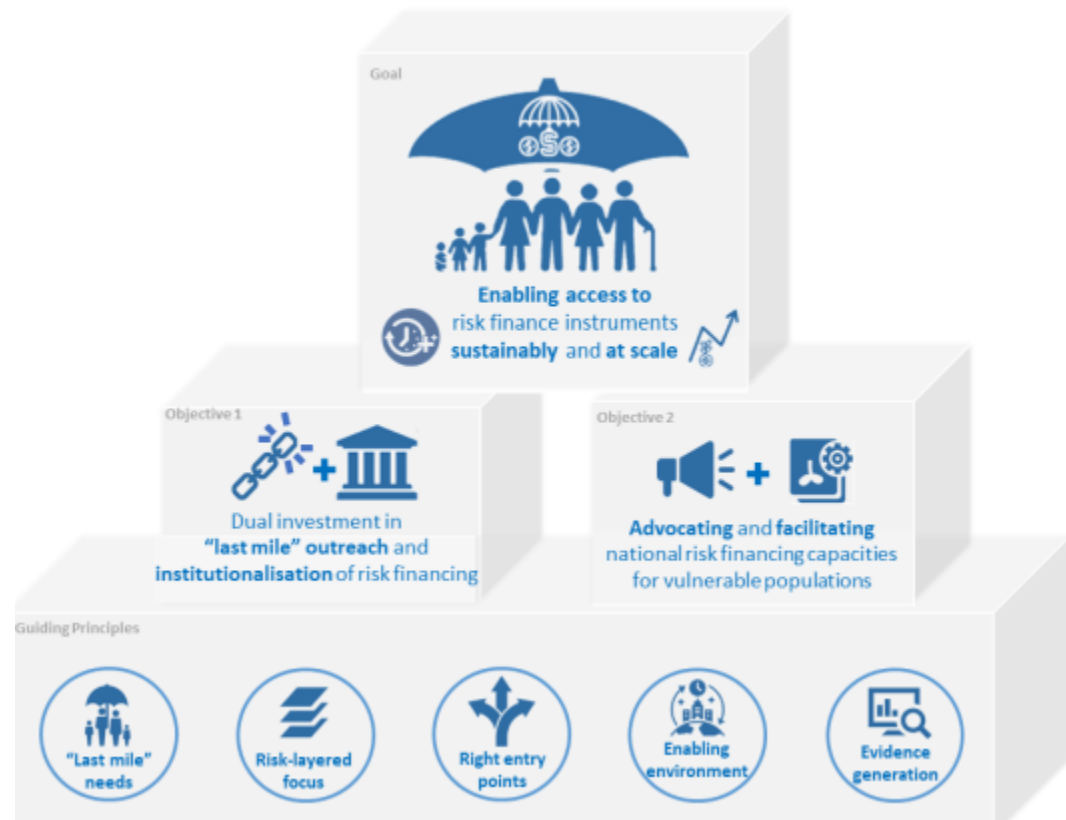 Goal
Enabling access to
risk finance instruments
sustainably and at scale
Objective 1
Dual investment in
“last mile” outreach and
institutionalisation of risk financing
Objective 2
Advocating and facilitating
national risk financing capacities
for vulnerable populations
Guiding Principles
“Last mile”
needs
Risk-layered
focus
Right entry
points
Enabling
environment
Evidence
generation